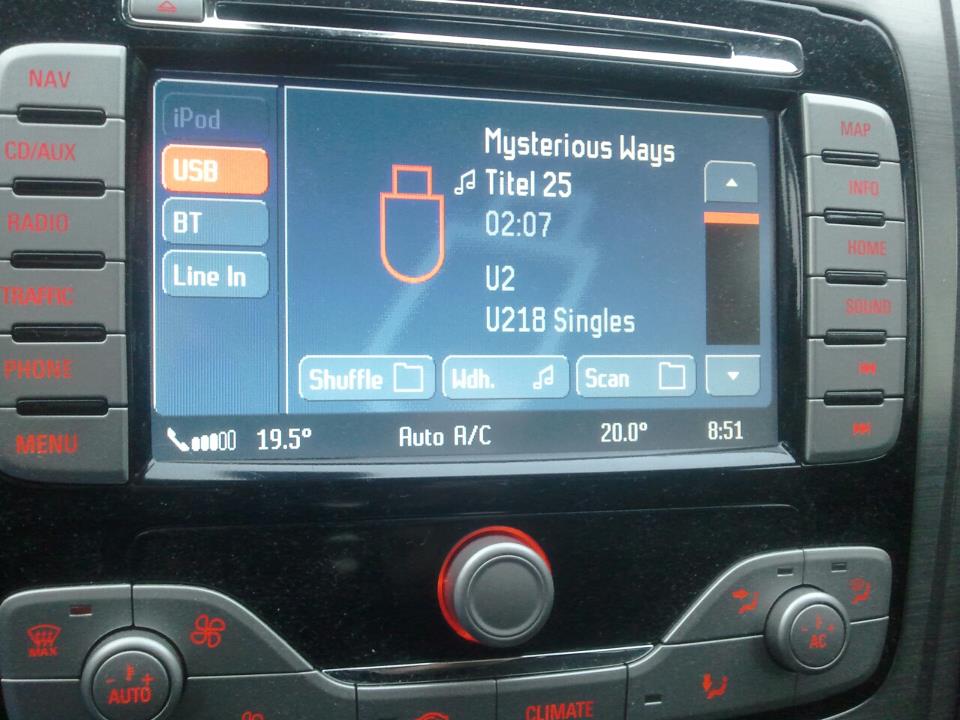 NAV
CD/AUX
RADIO
TRAFFIC
PHONE
MENU
iPod
USB
BT
Line In
Mysterious Ways
Titel 25
02:07
U2
U218 Singles
Shuffle
Wdh.
Scan
19.5°
Auto A/C
20.0°
8:51
MAP
INFO
HOME
SOUND
MAX
AUTO
AC
CLIMATE